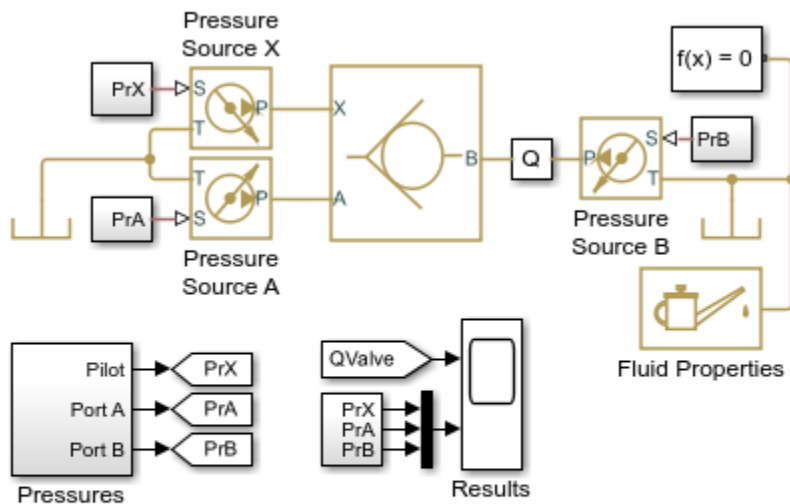 Pressure
Source X
f(x) = 0
PrX
S
P
T
X
B
Q
P
S
T
PrB
A
T
P
S
PrA
Pressure
Source A
Pressure
Source B
Fluid Properties
Pilot
PrX
Port A
PrA
Port B
PrB
Pressures
QValve
PrX
PrA
PrB
Results